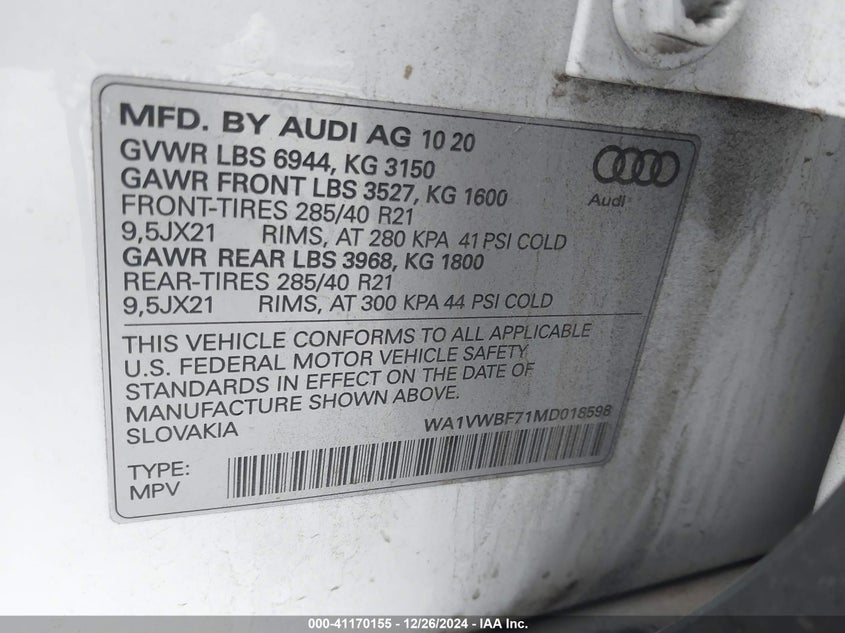 MFD. BY AUDI AG 10 20
GVWR LBS 6944, KG 3150
GAWR FRONT LBS 3527, KG 1600
FRONT-TIRES 285/40 R21
9,5JX21 RIMS, AT 280 KPA 41 PSI COLD
GAWR REAR LBS 3968, KG 1800
REAR-TIRES 285/40 R21
9,5JX21 RIMS, AT 300 KPA 44 PSI COLD
Audi
THIS VEHICLE CONFORMS TO ALL APPLICABLE
U.S. FEDERAL MOTOR VEHICLE SAFETY
STANDARDS IN EFFECT ON THE DATE OF
MANUFACTURE SHOWN ABOVE.
SLOVAKIA WA1VWBF71MD018598
TYPE:
MPV
000-41170155 - 12/26/2024 - IAAI Inc.